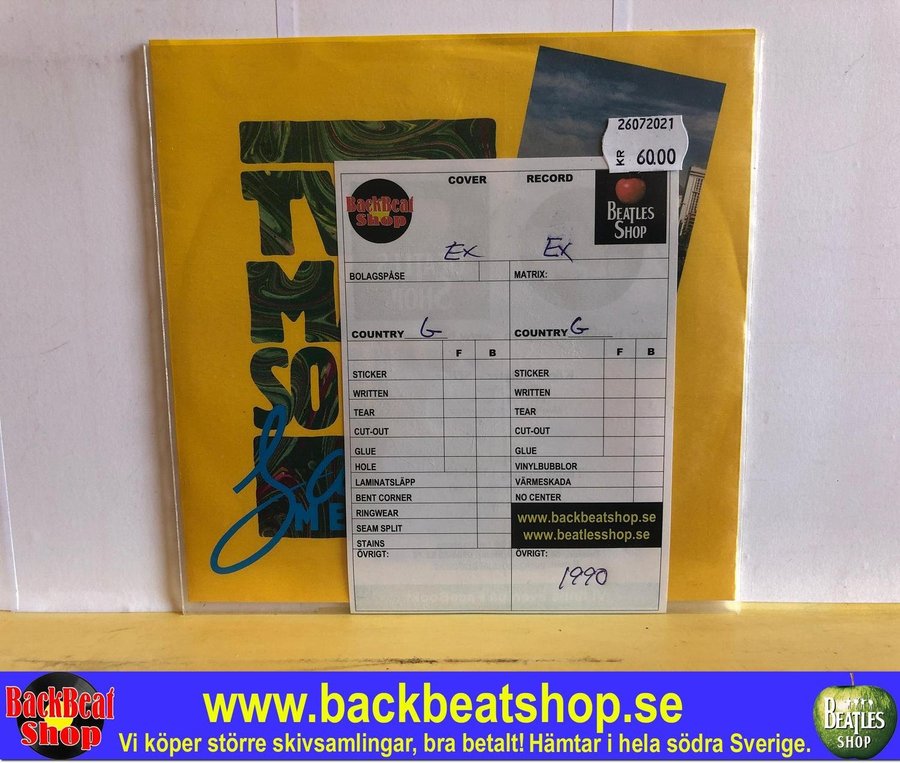 26072021
KR 60.00
COVER RECORD
BackBeat
Shop
BEATLES
SHOP
Ex Ex
BOLAGSPÅSE MATRIX:
COUNTRY G COUNTRY G
F B F B
STICKER STICKER
WRITTEN WRITTEN
TEAR TEAR
CUT-OUT CUT-OUT
GLUE GLUE
HOLE VINYLBUBBLOR
LAMINATSLÄPP VÄRMESKADA
BENT CORNER NO CENTER
RINGWEAR
SEAM SPLIT
STAINS
www.backbeatshop.se
www.beatlesshop.se
ÖVRIGT: ÖVRIGT:
1990
BackBeat
Shop
www.backbeatshop.se
Vi köper större skivsamlingar, bra betalt! Hämtar i hela södra Sverige.
BEATLES
SHOP